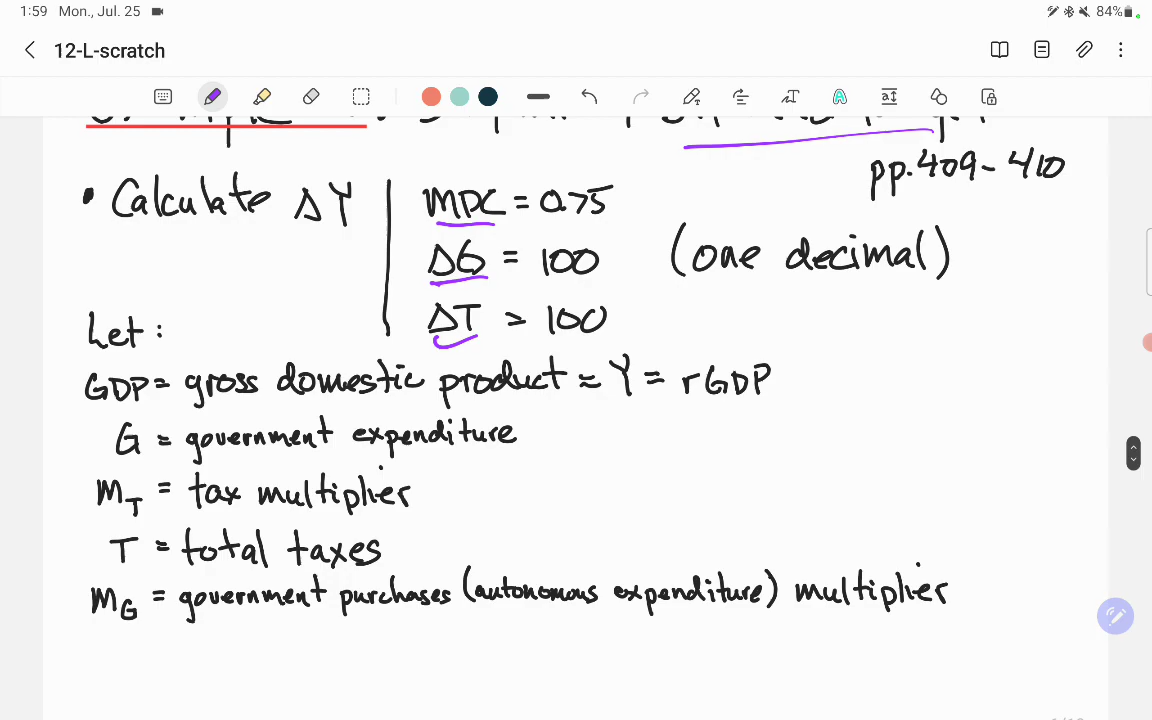 1:59 Mon., Jul. 25 84%
12-L-scratch
pp. 409-410
• Calculate ΔY
MPC = 0.75
ΔG = 100 (one decimal)
ΔT = 100
Let:
GDP = gross domestic product = Y = rGDP
G = government expenditure
M_T = tax multiplier
T = total taxes
M_G = government purchases (autonomous expenditure) multiplier